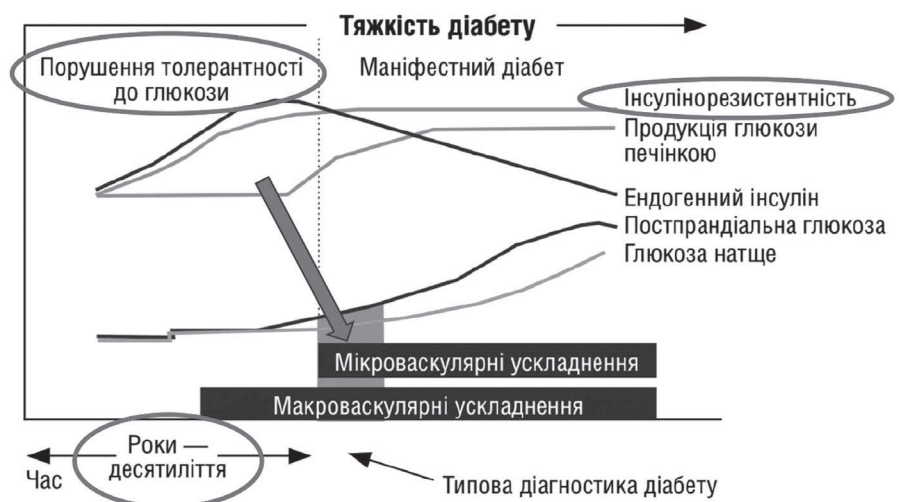 Тяжкість діабету
Порушення толерантності
до глюкози
Маніфестний діабет
Інсулінорезистентність
Продукція глюкози
печінкою
Ендогенний інсулін
Постпрандіальна глюкоза
Глюкоза натще
Мікроваскулярні ускладнення
Макроваскулярні ускладнення
Роки —
десятиліття
Час
Типова діагностика діабету